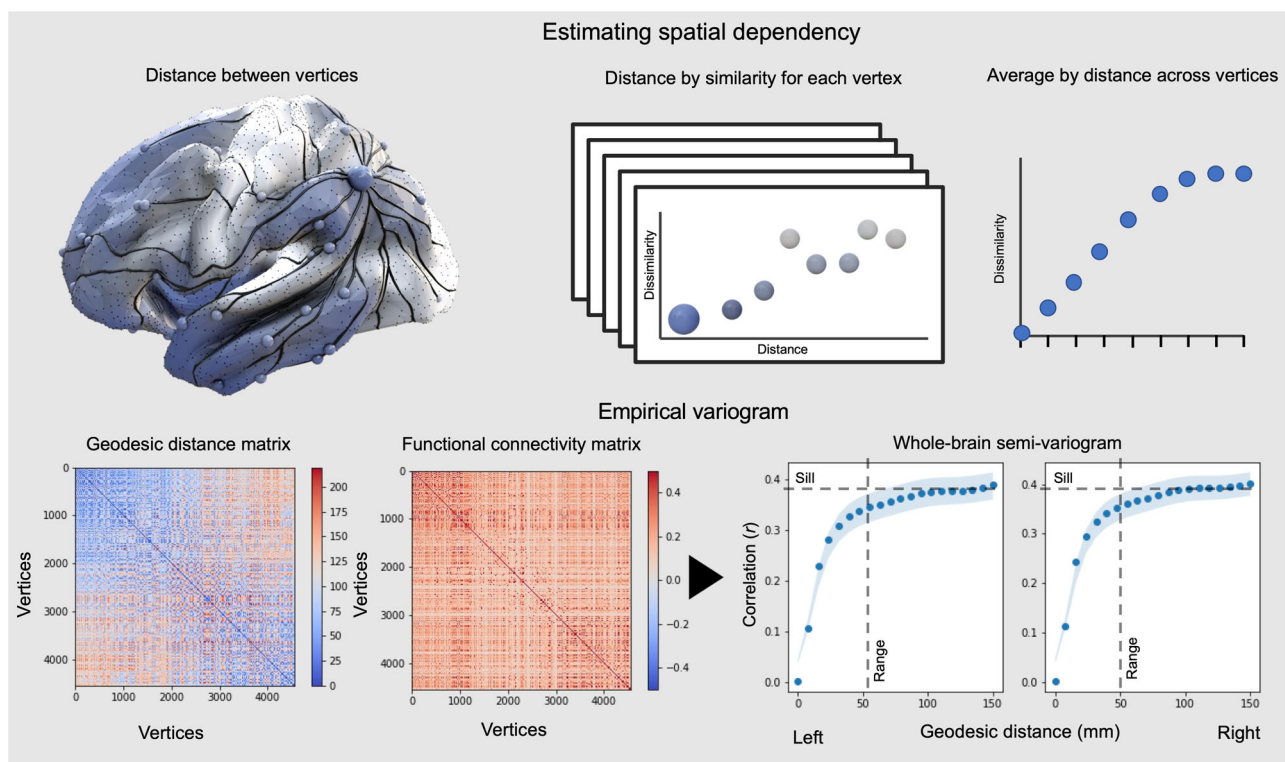 Estimating spatial dependency
Distance between vertices
Distance by similarity for each vertex
Average by distance across vertices
Dissimilarity
Distance
Dissimilarity
Empirical variogram
Geodesic distance matrix
Functional connectivity matrix
Whole-brain semi-variogram
0
1000
2000
3000
4000
Vertices
0
1000
2000
3000
4000
Vertices
200
175
150
125
100
75
50
25
0
0
1000
2000
3000
4000
Vertices
0
1000
2000
3000
4000
Vertices
0.4
0.2
0.0
−0.2
−0.4
Correlation (r)
0.4
0.3
0.2
0.1
0.0
Sill
Range
0
50
100
150
Left
0.4
0.3
0.2
0.1
0.0
Sill
Range
0
50
100
150
Geodesic distance (mm)
Right